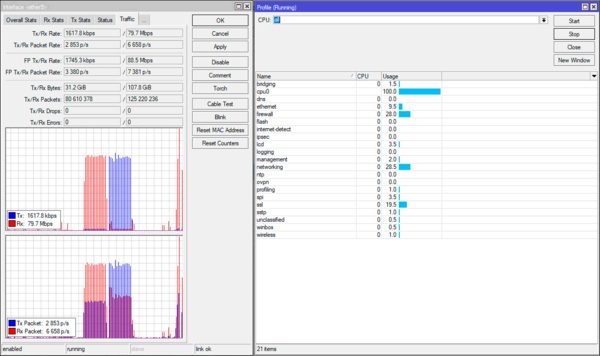 Interface <ether5>
Overall Stats Rx Stats Tx Stats Status Traffic ...
Tx/Rx Rate: 1617.8 kbps / 79.7 Mbps
Tx/Rx Packet Rate: 2 853 p/s / 6 658 p/s
FP Tx/Rx Rate: 1745.3 kbps / 88.5 Mbps
FP Tx/Rx Packet Rate: 3 380 p/s / 7 381 p/s
Tx/Rx Bytes: 31.2 GiB / 107.8 GiB
Tx/Rx Packets: 80 610 378 / 125 220 236
Tx/Rx Drops: 0 / 0
Tx/Rx Errors: 0 / 0
Tx: 1617.8 kbps
Rx: 79.7 Mbps
Tx Packet: 2 853 p/s
Rx Packet: 6 658 p/s
OK
Cancel
Apply
Disable
Comment
Torch
Cable Test
Blink
Reset MAC Address
Reset Counters
enabled running slave link ok
Profile (Running)
CPU: all
Start
Stop
Close
New Window
Name CPU Usage
bridging 0 1.5
cpu0 100.0
dns 0 0.0
ethernet 0 9.5
firewall 0 28.0
flash 0 0.0
internet-detect 0 0.0
ipsec 0 0.0
lcd 0 3.5
logging 0 0.0
management 0 2.0
networking 0 28.5
ntp 0 0.0
ovpn 0 0.0
profiling 0 1.0
spi 0 3.5
ssl 0 19.5
sstp 0 1.0
unclassified 0 0.5
winbox 0 0.5
wireless 0 1.0
21 items